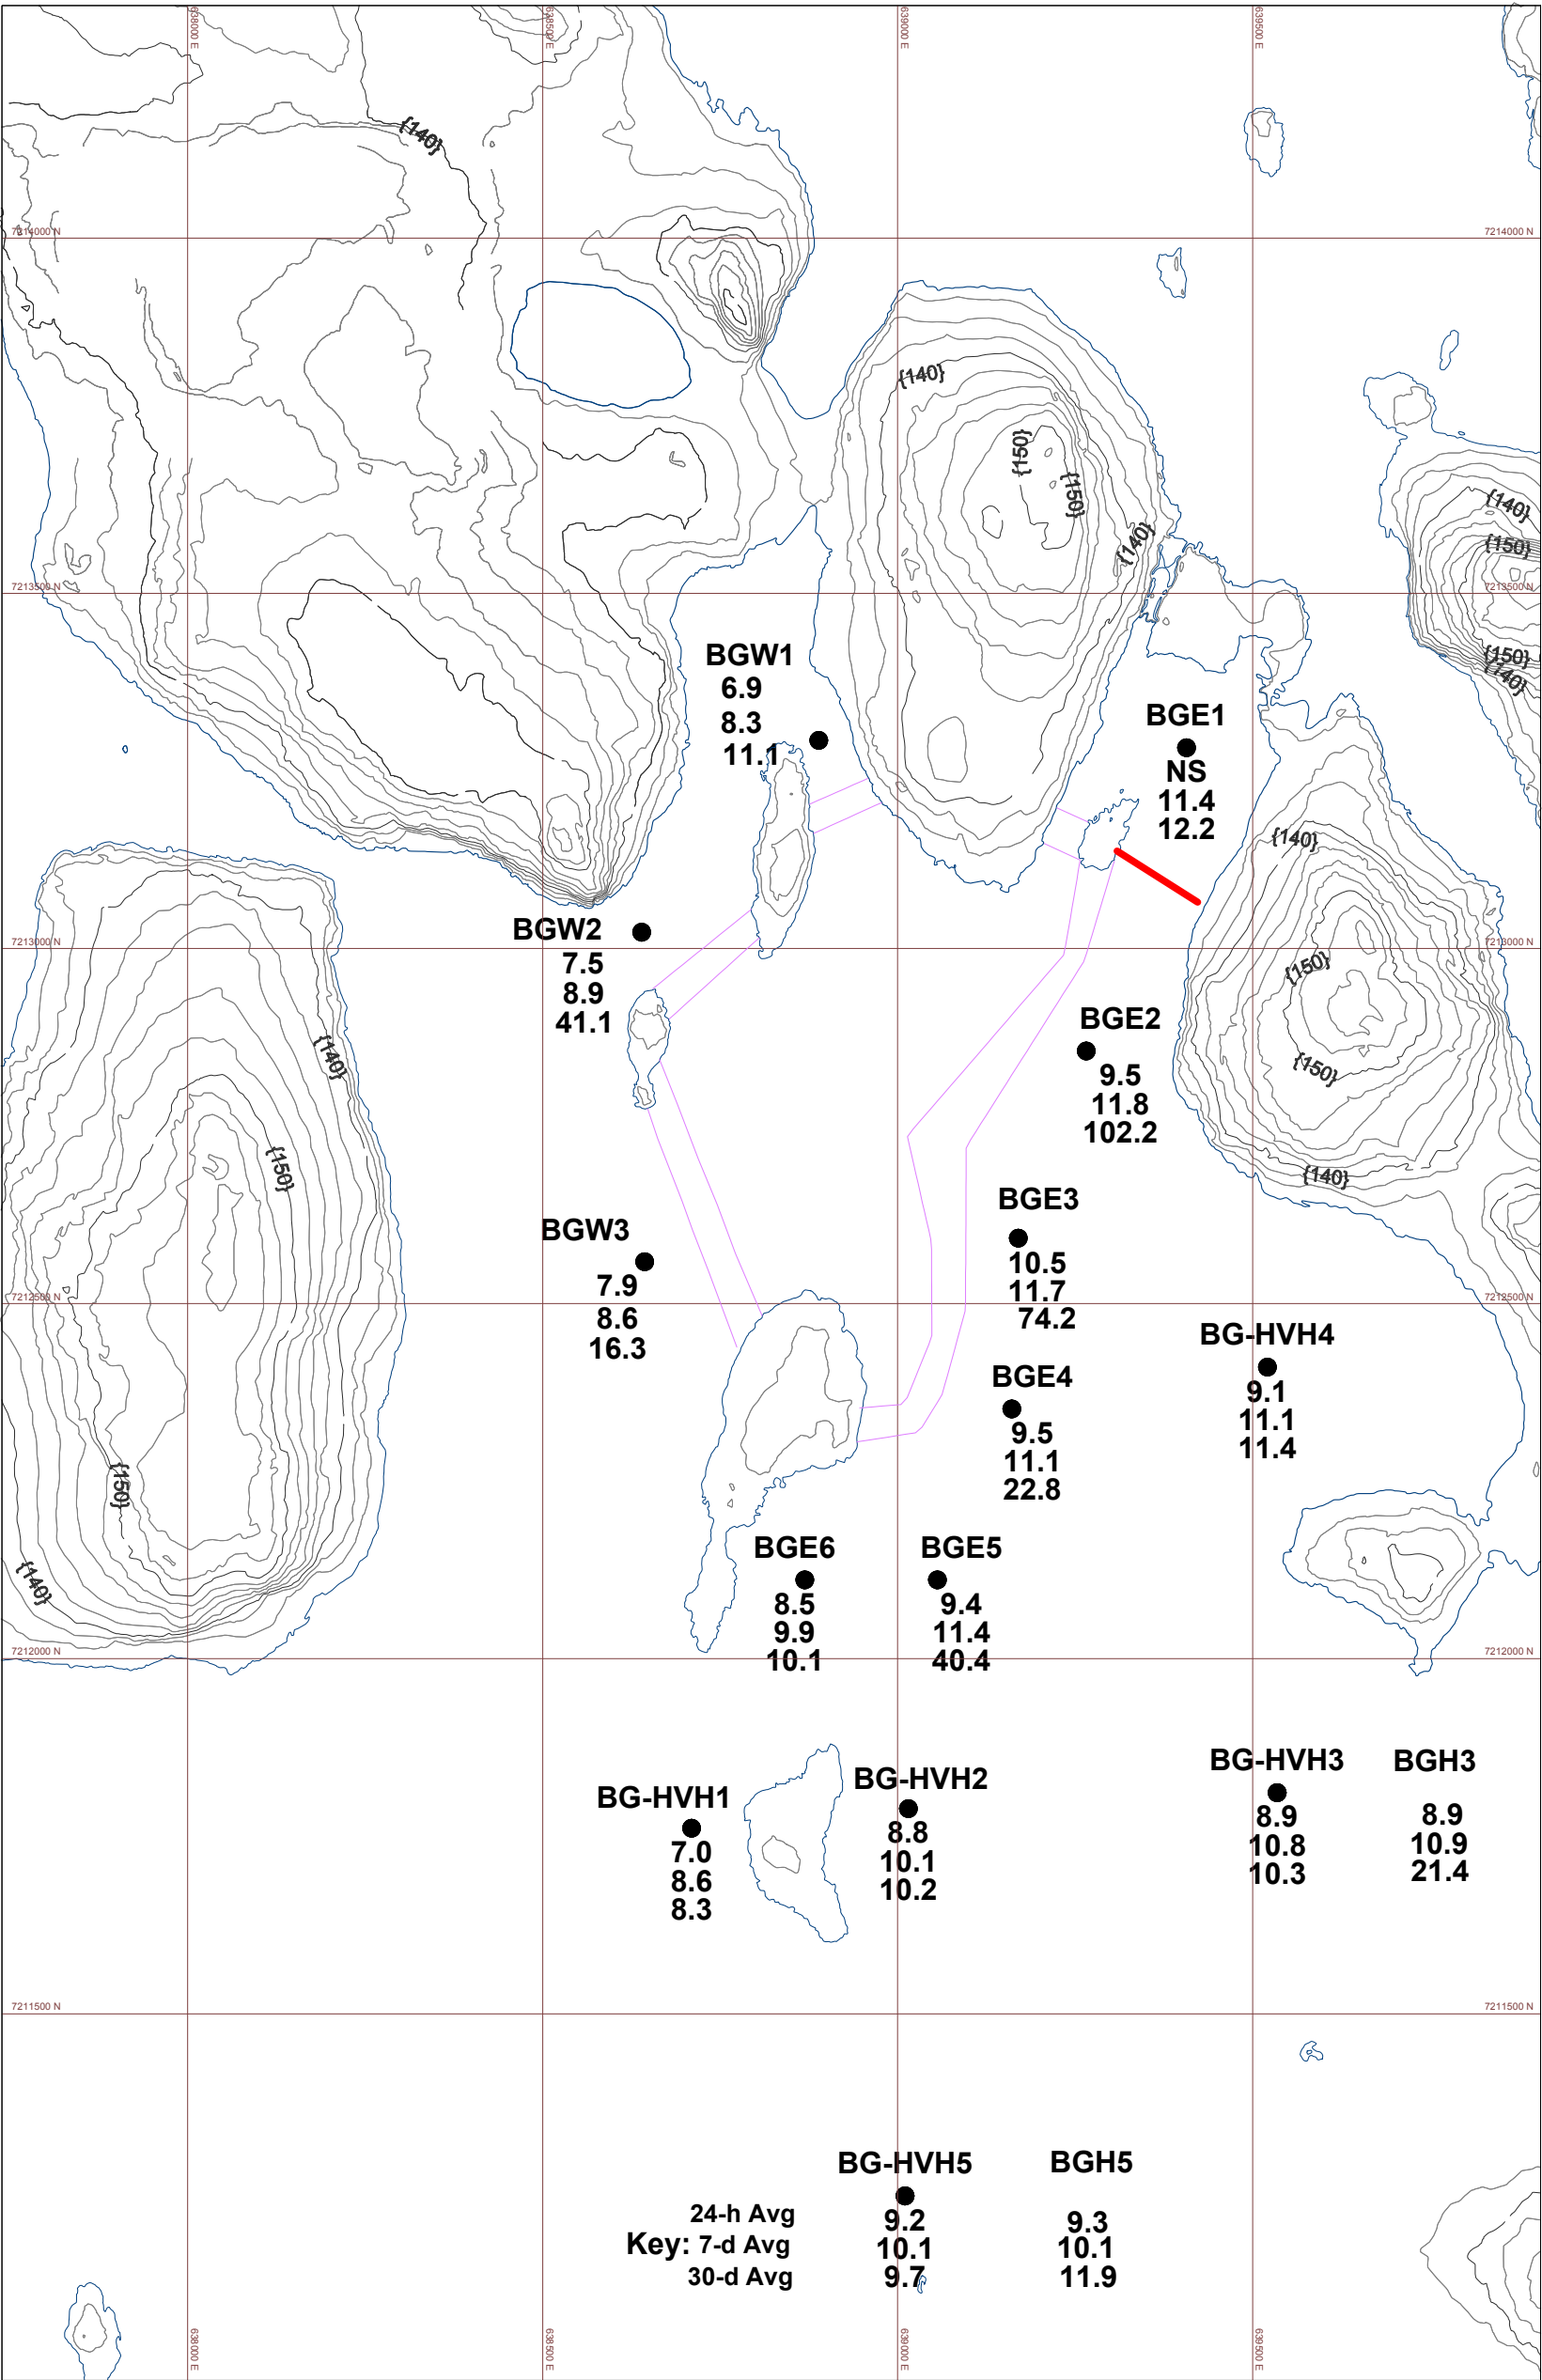 638000 E
638500 E
639000 E
639500 E
{140}
7214000 N
7214000 N
{140}
{150}
{150}
{140}
{140}
{150}
7213500 N
7213500 N
{150}
{140}
BGW1
6.9
8.3
11.1
BGE1
NS
11.4
12.2
{140}
BGW2
7.5
8.9
41.1
7213000 N
7213000 N
{150}
{150}
{140}
BGE2
9.5
11.8
102.2
{150}
{140}
BGE3
10.5
11.7
74.2
BGW3
7.9
8.6
16.3
7212500 N
7212500 N
BG-HVH4
9.1
11.1
11.4
BGE4
9.5
11.1
22.8
{150}
{140}
BGE6
8.5
9.9
10.1
BGE5
9.4
11.4
40.4
7212000 N
7212000 N
BG-HVH1
7.0
8.6
8.3
BG-HVH2
8.8
10.1
10.2
BG-HVH3
8.9
10.8
10.3
BGH3
8.9
10.9
21.4
7211500 N
7211500 N
BG-HVH5
9.2
10.1
9.7
BGH5
9.3
10.1
11.9
24-h Avg
Key: 7-d Avg
30-d Avg
638000 E
638500 E
639000 E
639500 E